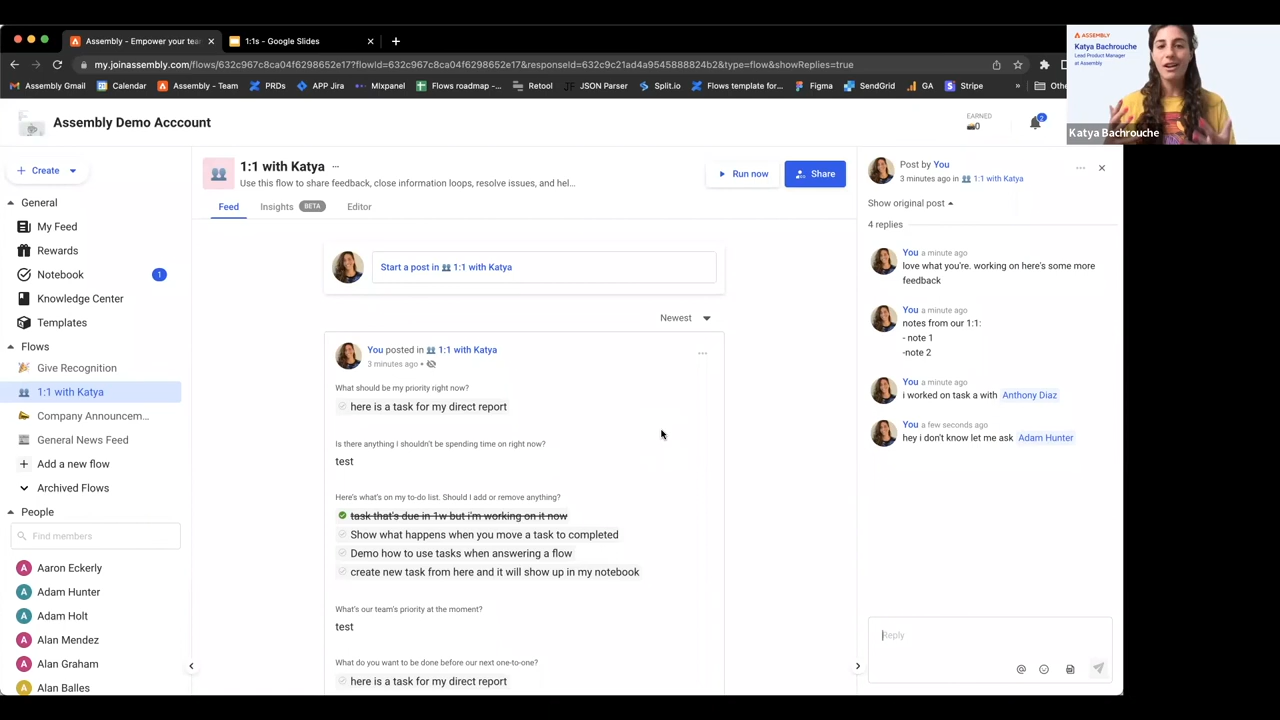 Assembly - Empower your tea
1:1s - Google Slides
my.joinassembly.com/flows/
type=flow&showReplies=true
Assembly Gmail
Calendar
Assembly - Team
PRDs
APP Jira
Mixpanel
Flows roadmap -...
Retool
JSON Parser
Split.io
Flows template for...
Figma
SendGrid
GA
Stripe
»
Othe
ASSEMBLY
Katya Bachrouche
Lead Product Manager
at Assembly
Katya Bachrouche
Assembly Demo Acccount
EARNED
0
2
+ Create
General
My Feed
Rewards
Notebook
1
Knowledge Center
Templates
Flows
Give Recognition
1:1 with Katya
Company Announcem...
General News Feed
+ Add a new flow
Archived Flows
People
Find members
A Aaron Eckerly
A Adam Hunter
A Adam Holt
A Alan Mendez
A Alan Graham
A Alan Balles
1:1 with Katya ...
Use this flow to share feedback, close information loops, resolve issues, and hel...
Run now
Share
Feed
Insights
BETA
Editor
Start a post in 1:1 with Katya
Newest
You posted in 1:1 with Katya
3 minutes ago •
What should be my priority right now?
here is a task for my direct report
Is there anything I shouldn't be spending time on right now?
test
Here's what's on my to-do list. Should I add or remove anything?
task that's due in 1w but i'm working on it now
Show what happens when you move a task to completed
Demo how to use tasks when answering a flow
create new task from here and it will show up in my notebook
What's our team's priority at the moment?
test
What do you want to be done before our next one-to-one?
here is a task for my direct report
Post by You
3 minutes ago in 1:1 with Katya
Show original post
4 replies
You a minute ago
love what you're. working on here's some more
feedback
You a minute ago
notes from our 1:1:
- note 1
-note 2
You a minute ago
i worked on task a with Anthony Diaz
You a few seconds ago
hey i don't know let me ask Adam Hunter
Reply